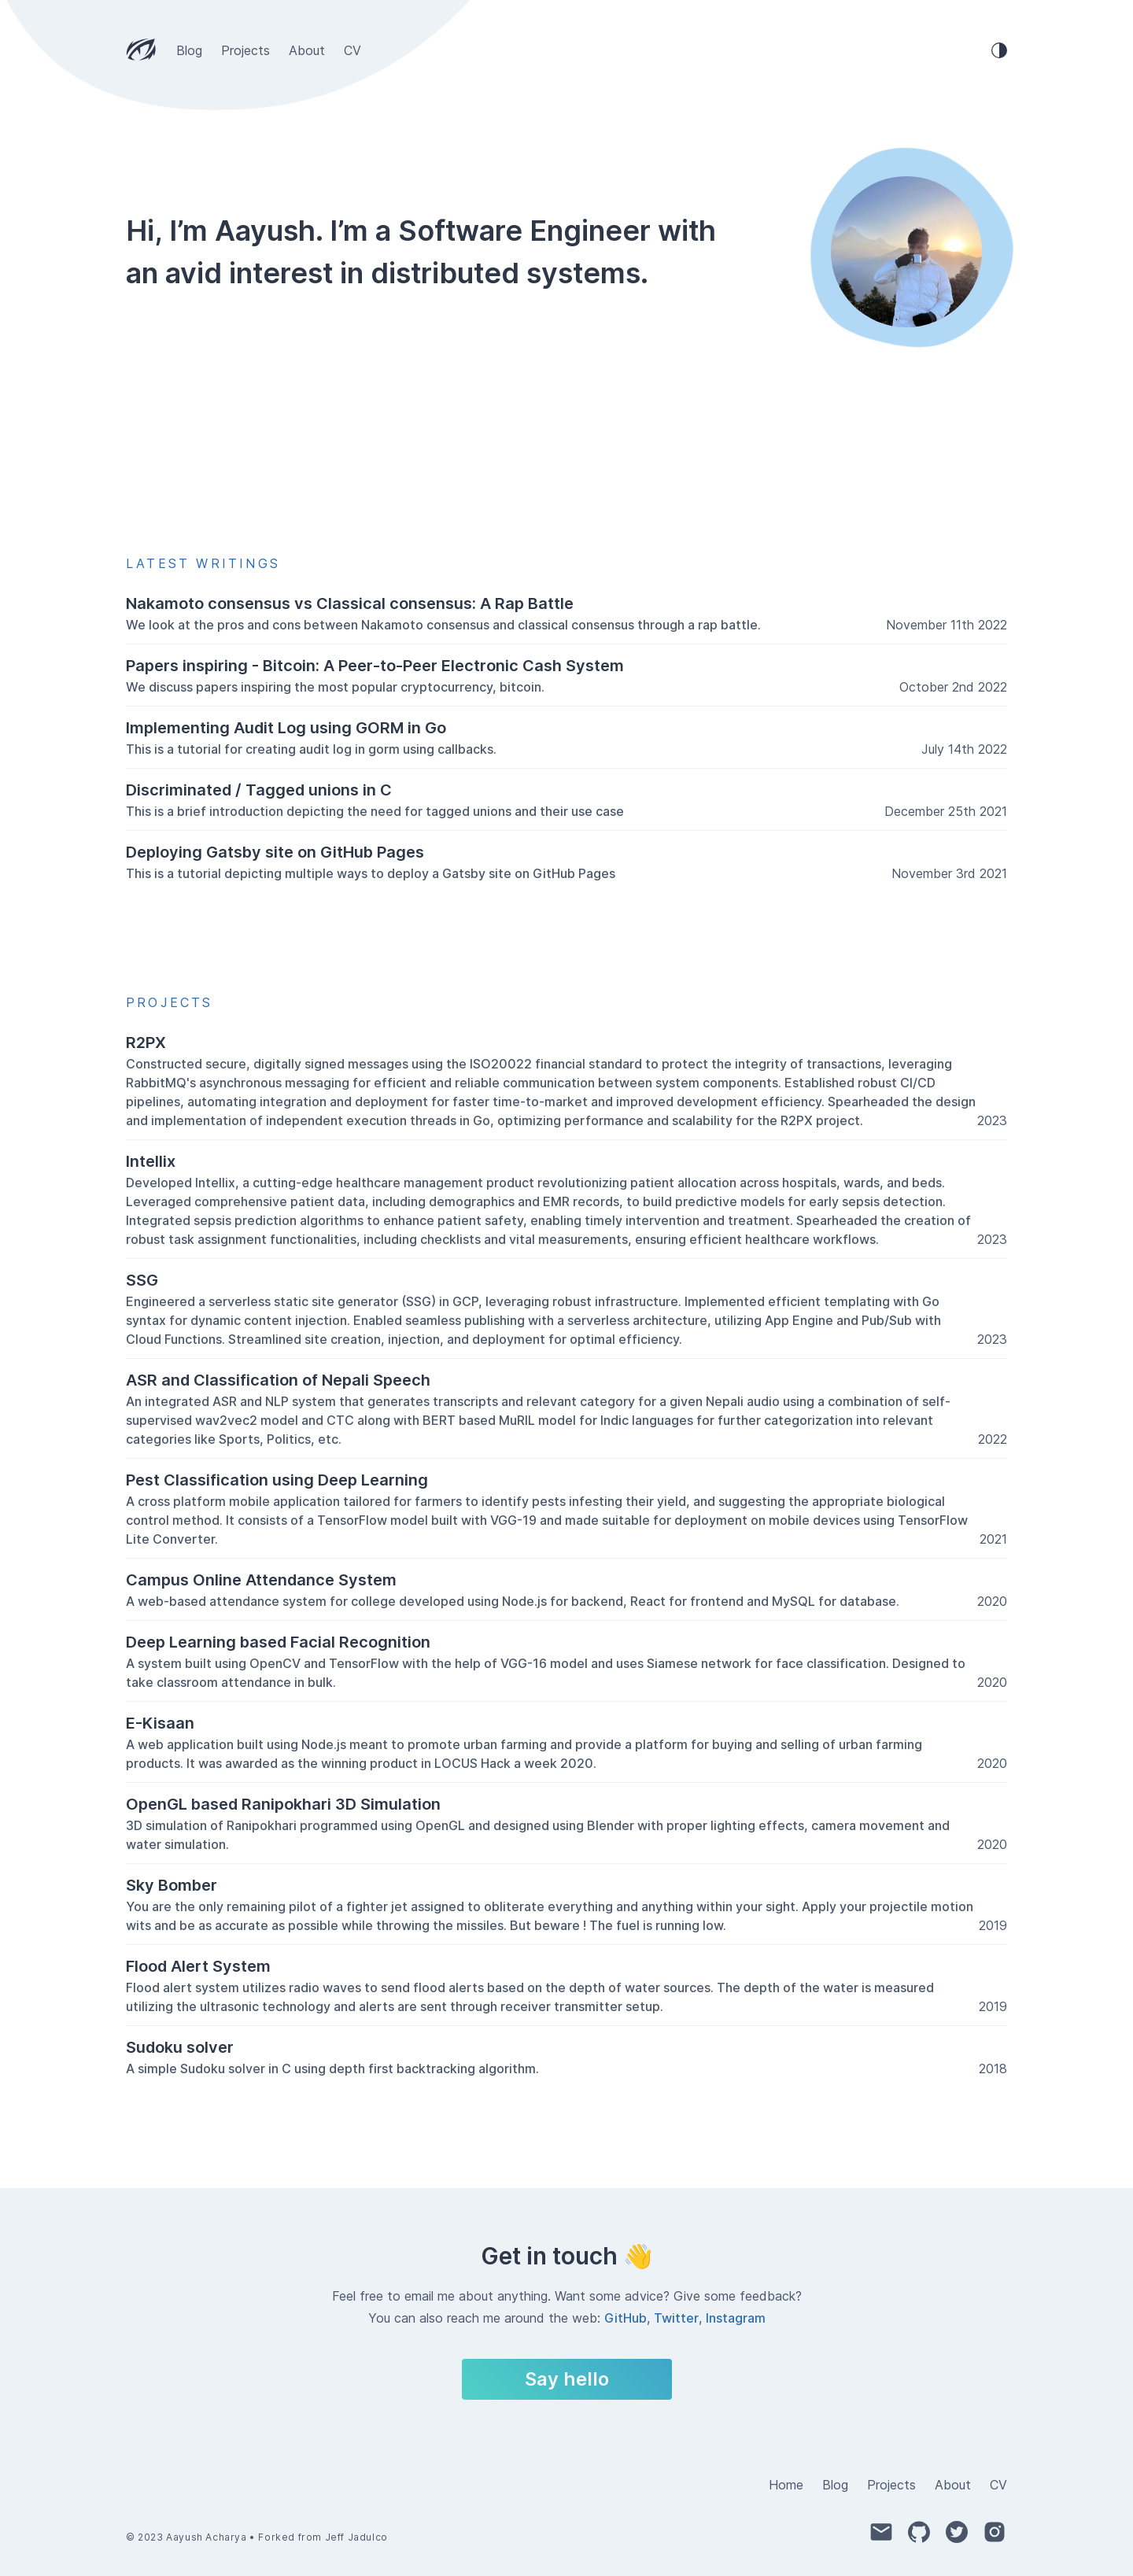 Blog Projects About CV
Hi, I’m Aayush. I’m a Software Engineer with
an avid interest in distributed systems.
LATEST WRITINGS
Nakamoto consensus vs Classical consensus: A Rap Battle
We look at the pros and cons between Nakamoto consensus and classical consensus through a rap battle. November 11th 2022
Papers inspiring - Bitcoin: A Peer-to-Peer Electronic Cash System
We discuss papers inspiring the most popular cryptocurrency, bitcoin. October 2nd 2022
Implementing Audit Log using GORM in Go
This is a tutorial for creating audit log in gorm using callbacks. July 14th 2022
Discriminated / Tagged unions in C
This is a brief introduction depicting the need for tagged unions and their use case December 25th 2021
Deploying Gatsby site on GitHub Pages
This is a tutorial depicting multiple ways to deploy a Gatsby site on GitHub Pages November 3rd 2021
PROJECTS
R2PX
Constructed secure, digitally signed messages using the ISO20022 financial standard to protect the integrity of transactions, leveraging
RabbitMQ's asynchronous messaging for efficient and reliable communication between system components. Established robust CI/CD
pipelines, automating integration and deployment for faster time-to-market and improved development efficiency. Spearheaded the design
and implementation of independent execution threads in Go, optimizing performance and scalability for the R2PX project. 2023
Intellix
Developed Intellix, a cutting-edge healthcare management product revolutionizing patient allocation across hospitals, wards, and beds.
Leveraged comprehensive patient data, including demographics and EMR records, to build predictive models for early sepsis detection.
Integrated sepsis prediction algorithms to enhance patient safety, enabling timely intervention and treatment. Spearheaded the creation of
robust task assignment functionalities, including checklists and vital measurements, ensuring efficient healthcare workflows. 2023
SSG
Engineered a serverless static site generator (SSG) in GCP, leveraging robust infrastructure. Implemented efficient templating with Go
syntax for dynamic content injection. Enabled seamless publishing with a serverless architecture, utilizing App Engine and Pub/Sub with
Cloud Functions. Streamlined site creation, injection, and deployment for optimal efficiency. 2023
ASR and Classification of Nepali Speech
An integrated ASR and NLP system that generates transcripts and relevant category for a given Nepali audio using a combination of self-
supervised wav2vec2 model and CTC along with BERT based MuRIL model for Indic languages for further categorization into relevant
categories like Sports, Politics, etc. 2022
Pest Classification using Deep Learning
A cross platform mobile application tailored for farmers to identify pests infesting their yield, and suggesting the appropriate biological
control method. It consists of a TensorFlow model built with VGG-19 and made suitable for deployment on mobile devices using TensorFlow
Lite Converter. 2021
Campus Online Attendance System
A web-based attendance system for college developed using Node.js for backend, React for frontend and MySQL for database. 2020
Deep Learning based Facial Recognition
A system built using OpenCV and TensorFlow with the help of VGG-16 model and uses Siamese network for face classification. Designed to
take classroom attendance in bulk. 2020
E-Kisaan
A web application built using Node.js meant to promote urban farming and provide a platform for buying and selling of urban farming
products. It was awarded as the winning product in LOCUS Hack a week 2020. 2020
OpenGL based Ranipokhari 3D Simulation
3D simulation of Ranipokhari programmed using OpenGL and designed using Blender with proper lighting effects, camera movement and
water simulation. 2020
Sky Bomber
You are the only remaining pilot of a fighter jet assigned to obliterate everything and anything within your sight. Apply your projectile motion
wits and be as accurate as possible while throwing the missiles. But beware ! The fuel is running low. 2019
Flood Alert System
Flood alert system utilizes radio waves to send flood alerts based on the depth of water sources. The depth of the water is measured
utilizing the ultrasonic technology and alerts are sent through receiver transmitter setup. 2019
Sudoku solver
A simple Sudoku solver in C using depth first backtracking algorithm. 2018
Get in touch 👋
Feel free to email me about anything. Want some advice? Give some feedback?
You can also reach me around the web: GitHub, Twitter, Instagram
Say hello
Home Blog Projects About CV
© 2023 Aayush Acharya • Forked from Jeff Jadulco